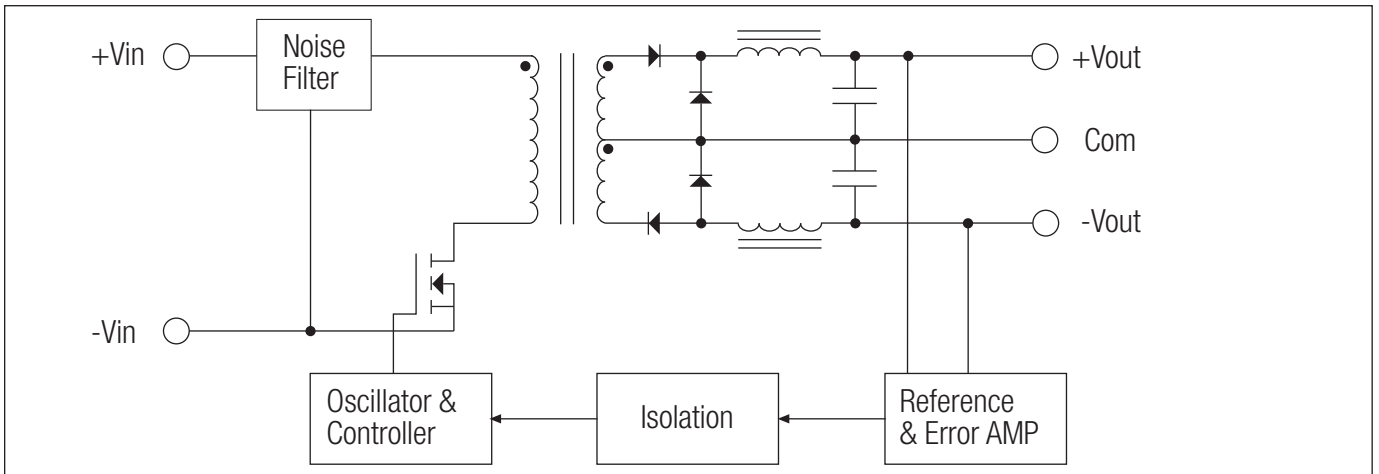 +Vin
Noise
Filter
+Vout
Com
-Vout
-Vin
Oscillator &
Controller
Isolation
Reference
& Error AMP